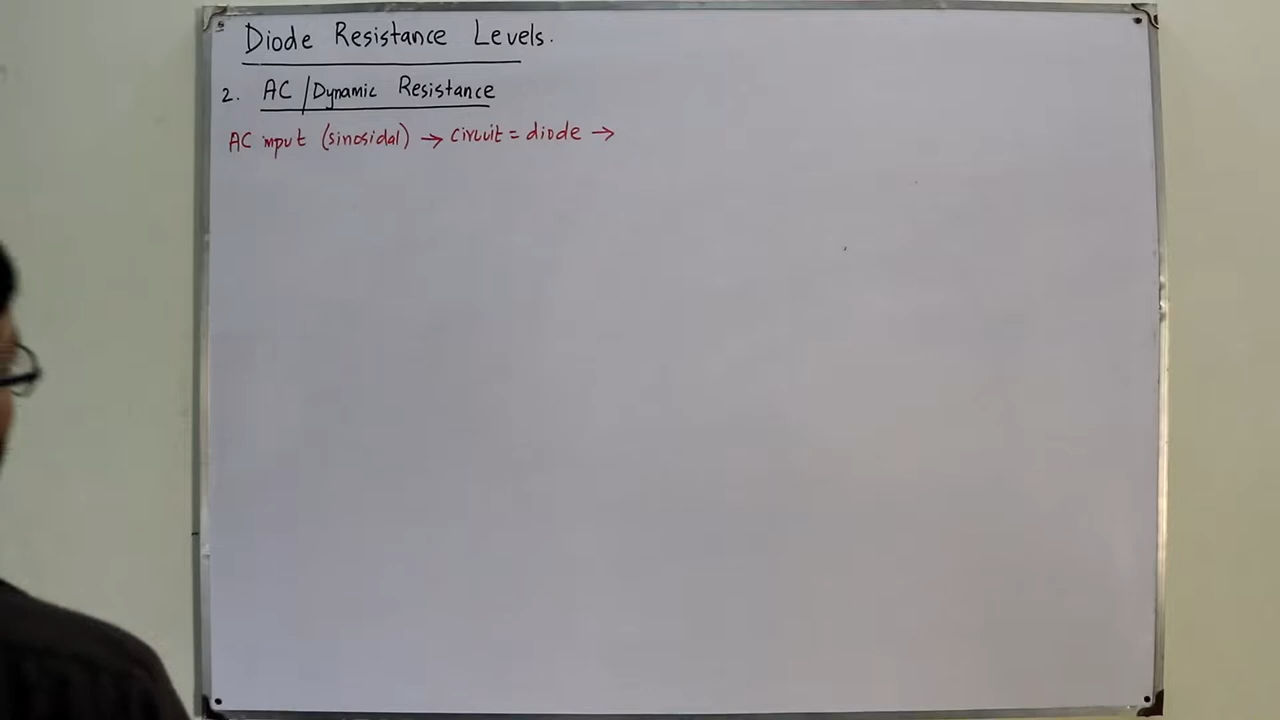 Diode Resistance Levels.
2. AC / Dynamic Resistance
AC input (sinosidal) → circuit = diode →